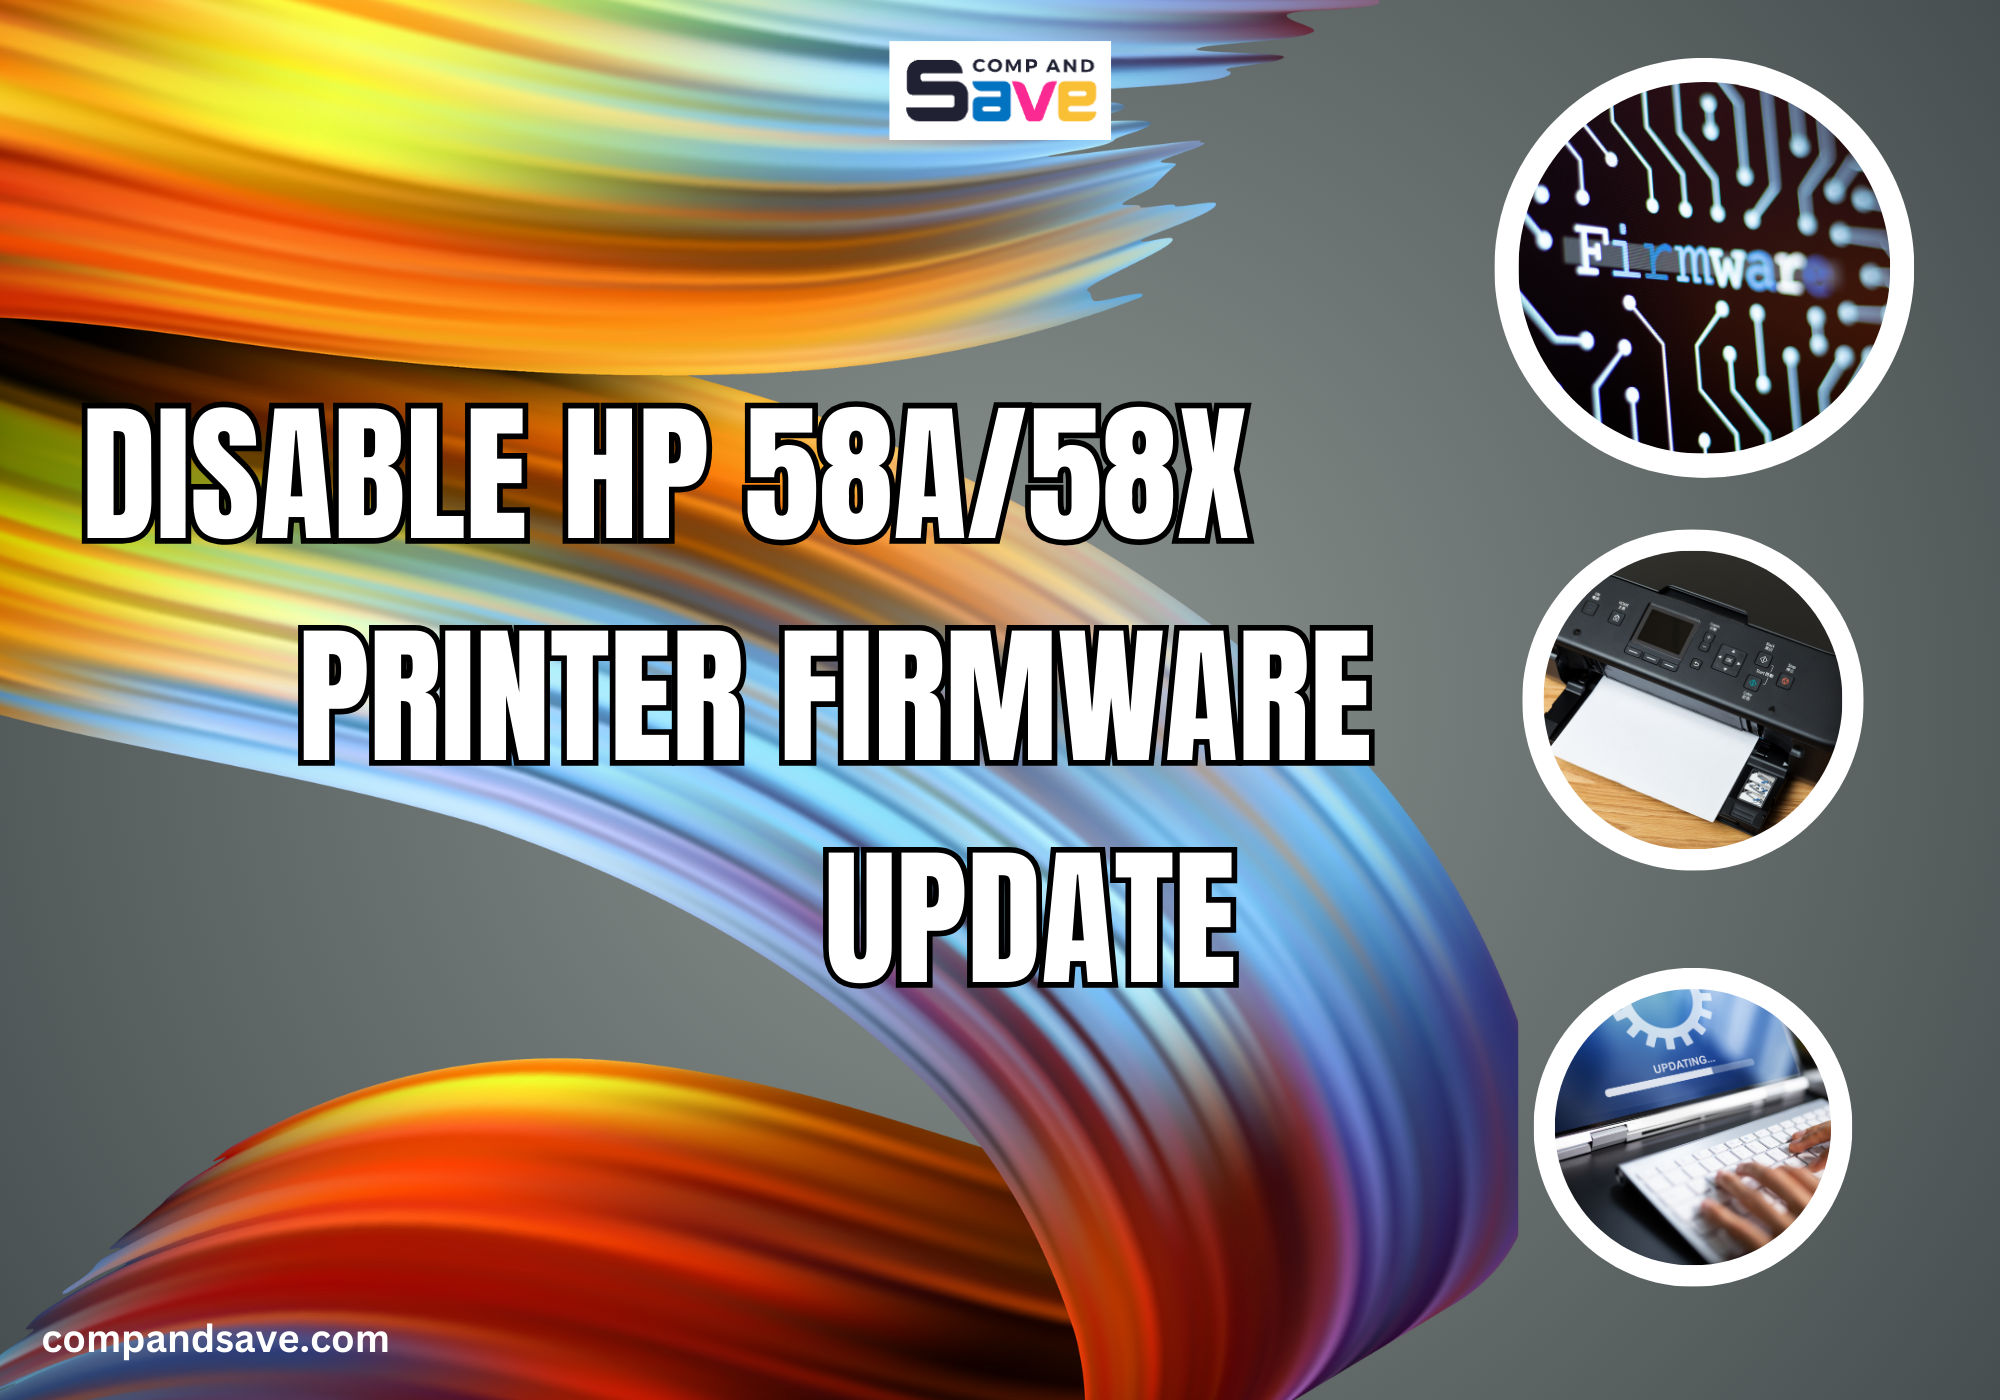 COMP AND
Save
Firmware
DISABLE HP 58A/58X
PRINTER FIRMWARE
UPDATE
UPDATING...
compandsave.com